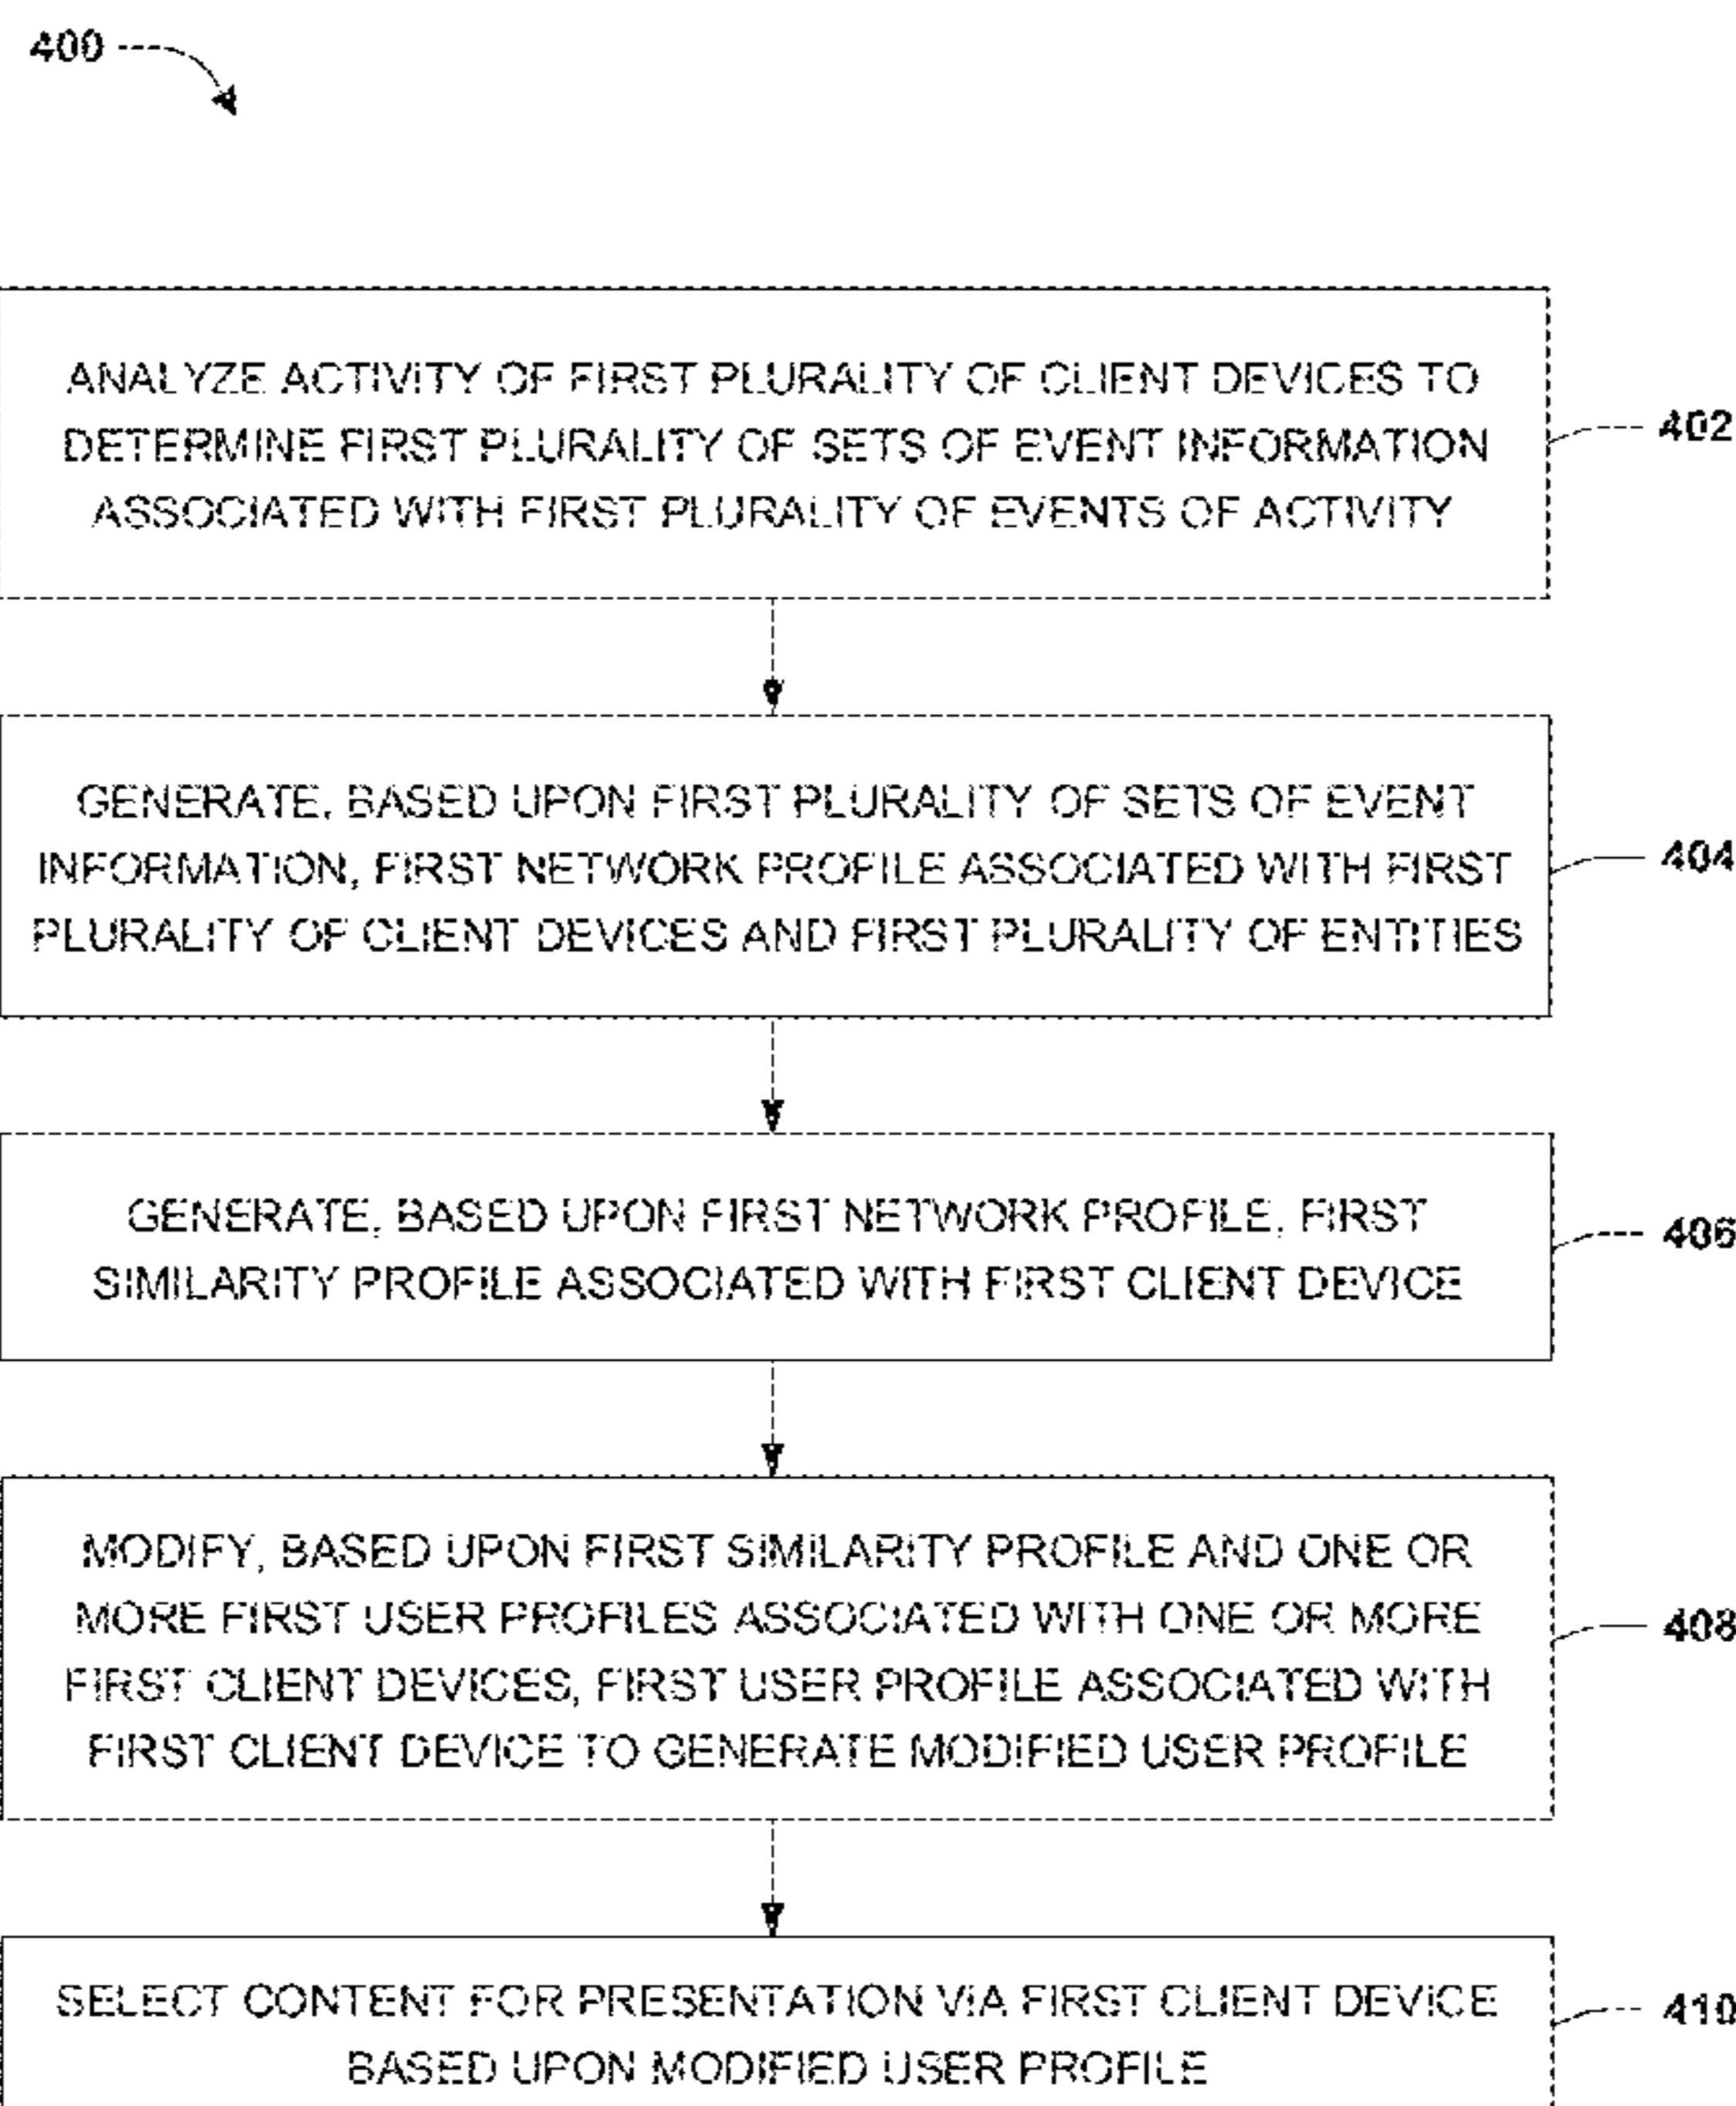 400
ANALYZE ACTIVITY OF FIRST PLURALITY OF CLIENT DEVICES TO
DETERMINE FIRST PLURALITY OF SETS OF EVENT INFORMATION
ASSOCIATED WITH FIRST PLURALITY OF EVENTS OF ACTIVITY
402
GENERATE, BASED UPON FIRST PLURALITY OF SETS OF EVENT
INFORMATION, FIRST NETWORK PROFILE ASSOCIATED WITH FIRST
PLURALITY OF CLIENT DEVICES AND FIRST PLURALITY OF ENTITIES
404
GENERATE, BASED UPON FIRST NETWORK PROFILE, FIRST
SIMILARITY PROFILE ASSOCIATED WITH FIRST CLIENT DEVICE
406
MODIFY, BASED UPON FIRST SIMILARITY PROFILE AND ONE OR
MORE FIRST USER PROFILES ASSOCIATED WITH ONE OR MORE
FIRST CLIENT DEVICES, FIRST USER PROFILE ASSOCIATED WITH
FIRST CLIENT DEVICE TO GENERATE MODIFIED USER PROFILE
408
SELECT CONTENT FOR PRESENTATION VIA FIRST CLIENT DEVICE
BASED UPON MODIFIED USER PROFILE
410